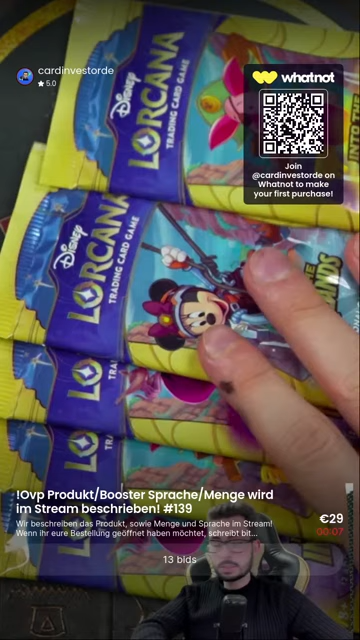 cardinvestorde
★ 5.0
whatnot
Join
@cardinvestorde on
Whatnot to make
your first purchase!
Disney
LORCANA
TRADING CARD GAME
Disney
LORCANA
TRADING CARD GAME
LO
TRA
LO
!Ovp Produkt/Booster Sprache/Menge wird
im Stream beschrieben! #139
€29
Wir beschreiben das Produkt, sowie Menge und Sprache im Stream!
00:07
Wenn ihr eure Bestellung geöffnet haben möchtet, schreibt bit...
13 bids